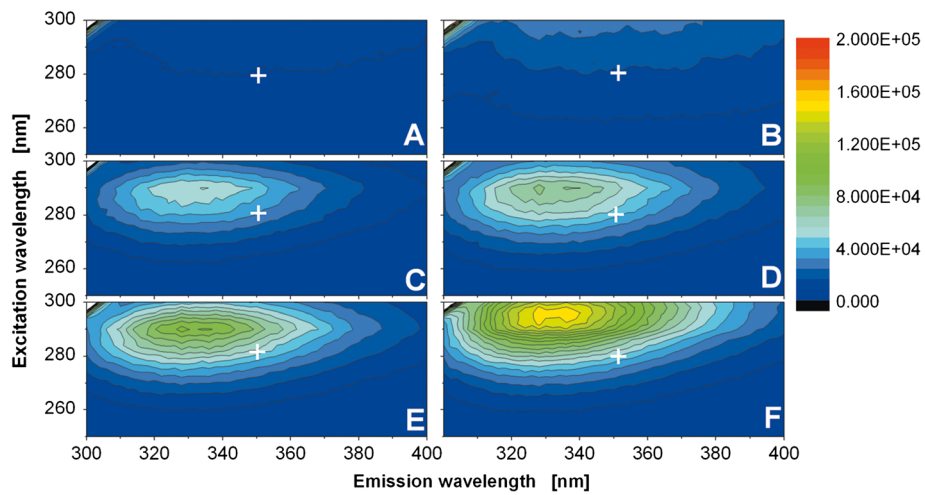 300
280
260
A
B
2.000E+05
1.600E+05
1.200E+05
8.000E+04
4.000E+04
0.000
300
280
260
C
D
300
280
260
E
F
300
320
340
360
380
400
320
340
360
380
400
Excitation wavelength [nm]
Emission wavelength [nm]